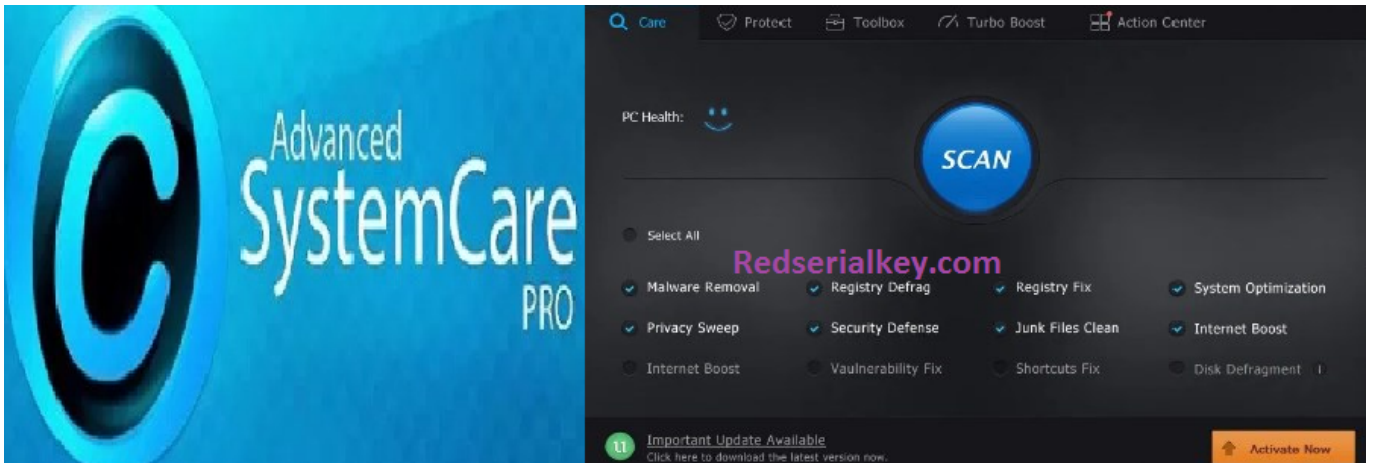 Advanced
SystemCare
PRO
Care Protect Toolbox Turbo Boost Action Center
PC Health:
SCAN
Select All
Redserialkey.com
Malware Removal Registry Defrag Registry Fix System Optimization
Privacy Sweep Security Defense Junk Files Clean Internet Boost
Internet Boost Vaulnerability Fix Shortcuts Fix Disk Defragment
Important Update Available
Click here to download the latest version now.
Activate Now